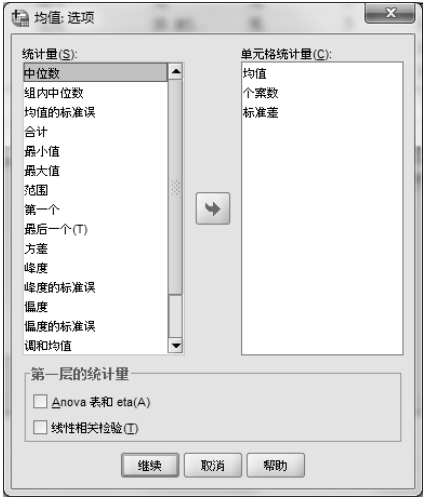 均值: 选项
统计量(S):
中位数
组内中位数
均值的标准误
合计
最小值
最大值
范围
第一个
最后一个(T)
方差
峰度
峰度的标准误
偏度
偏度的标准误
调和均值
单元格统计量(C):
均值
个案数
标准差
第一层的统计量
Anova 表和 eta(A)
线性相关检验(T)
继续
取消
帮助